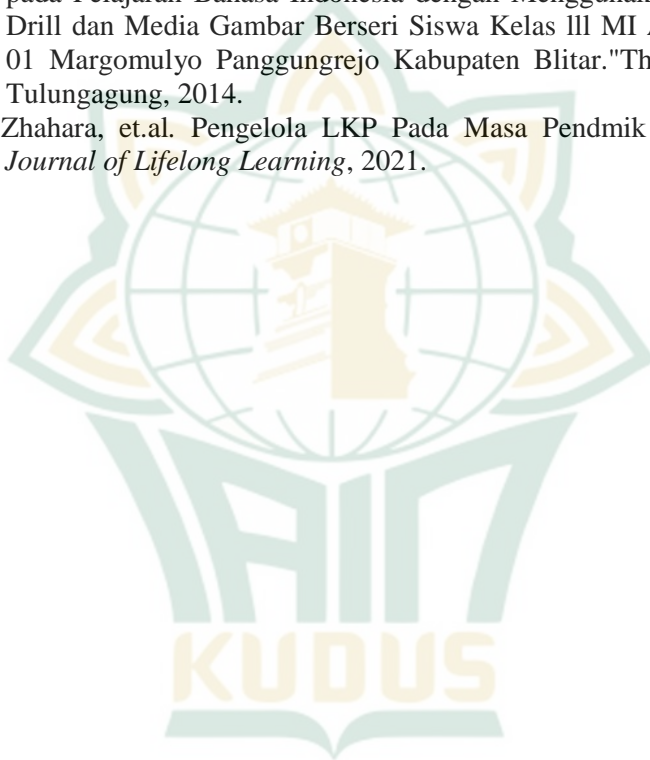 pada Pelajaran Bahasa Indonesia dengan Menggunakan
Drill dan Media Gambar Berseri Siswa Kelas lll MI
01 Margomulyo Panggungrejo Kabupaten Blitar."Th
Tulungagung, 2014.
Zhahara, et.al. Pengelola LKP Pada Masa Pendmik
Journal of Lifelong Learning, 2021.
IAIN
KUDUS